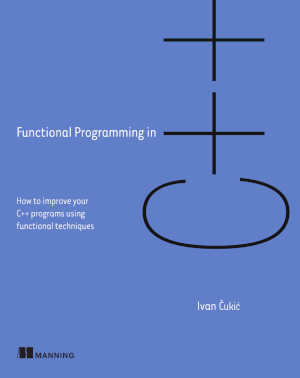 Functional Programming in
C++
How to improve your
C++ programs using
functional techniques
Ivan Čukić
MANNING